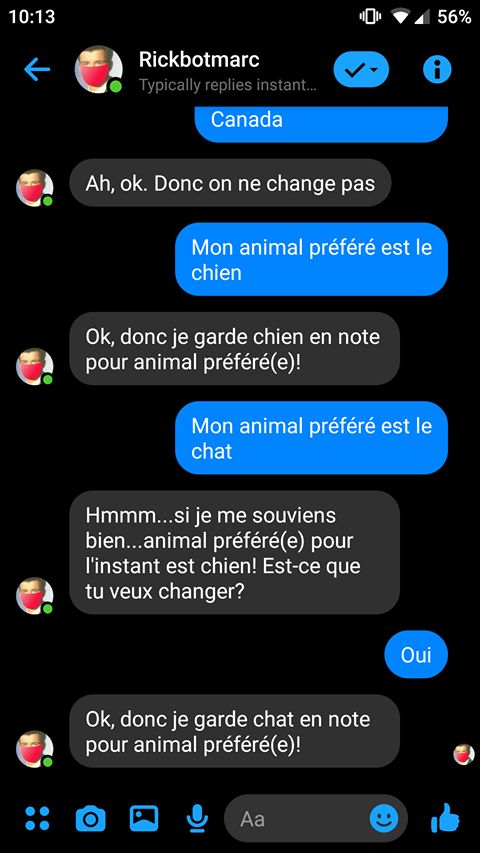 10:13
56%
Rickbotmarc
Typically replies instant...
Canada
Ah, ok. Donc on ne change pas
Mon animal préféré est le
chien
Ok, donc je garde chien en note
pour animal préféré(e)!
Mon animal préféré est le
chat
Hmmm...si je me souviens
bien...animal préféré(e) pour
l'instant est chien! Est-ce que
tu veux changer?
Oui
Ok, donc je garde chat en note
pour animal préféré(e)!
Aa